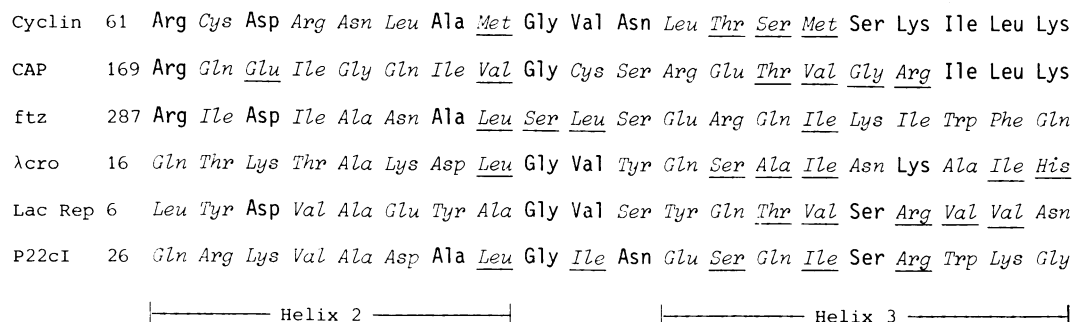 Cyclin 61 Arg Cys Asp Arg Asn Leu Ala Met Gly Val Asn Leu Thr Ser Met Ser Lys Ile Leu Lys
CAP 169 Arg Gln Glu Ile Gly Gln Ile Val Gly Cys Ser Arg Glu Thr Val Gly Arg Ile Leu Lys
ftz 287 Arg Ile Asp Ile Ala Asn Ala Leu Ser Leu Ser Glu Arg Gln Ile Lys Ile Trp Phe Gln
λcro 16 Gln Thr Lys Thr Ala Lys Asp Leu Gly Val Tyr Gln Ser Ala Ile Asn Lys Ala Ile His
Lac Rep 6 Leu Tyr Asp Val Ala Glu Tyr Ala Gly Val Ser Tyr Gln Thr Val Ser Arg Val Val Asn
P22cI 26 Gln Arg Lys Val Ala Asp Ala Leu Gly Ile Asn Glu Ser Gln Ile Ser Arg Trp Lys Gly
Helix 2 Helix 3